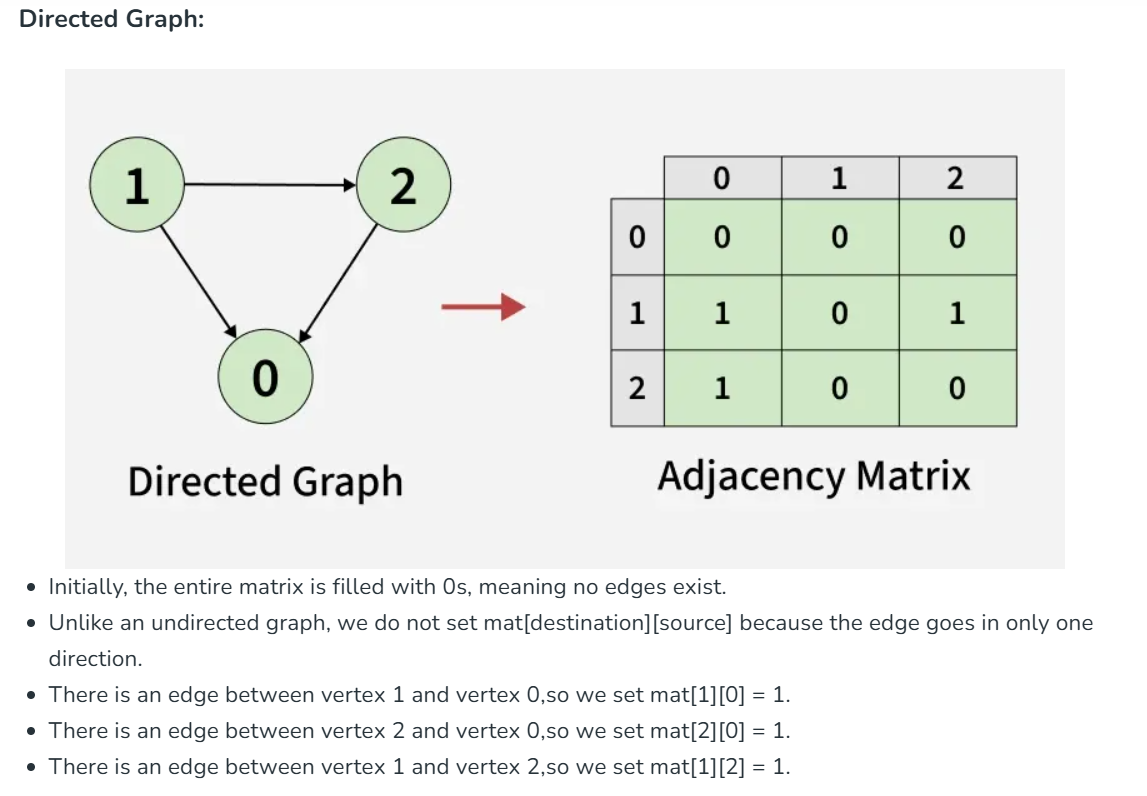 Directed Graph:
1
2
0
Directed Graph
0 1 2
0 0 0 0
1 1 0 1
2 1 0 0
Adjacency Matrix
• Initially, the entire matrix is filled with 0s, meaning no edges exist.
• Unlike an undirected graph, we do not set mat[destination][source] because the edge goes in only one
direction.
• There is an edge between vertex 1 and vertex 0,so we set mat[1][0] = 1.
• There is an edge between vertex 2 and vertex 0,so we set mat[2][0] = 1.
• There is an edge between vertex 1 and vertex 2,so we set mat[1][2] = 1.